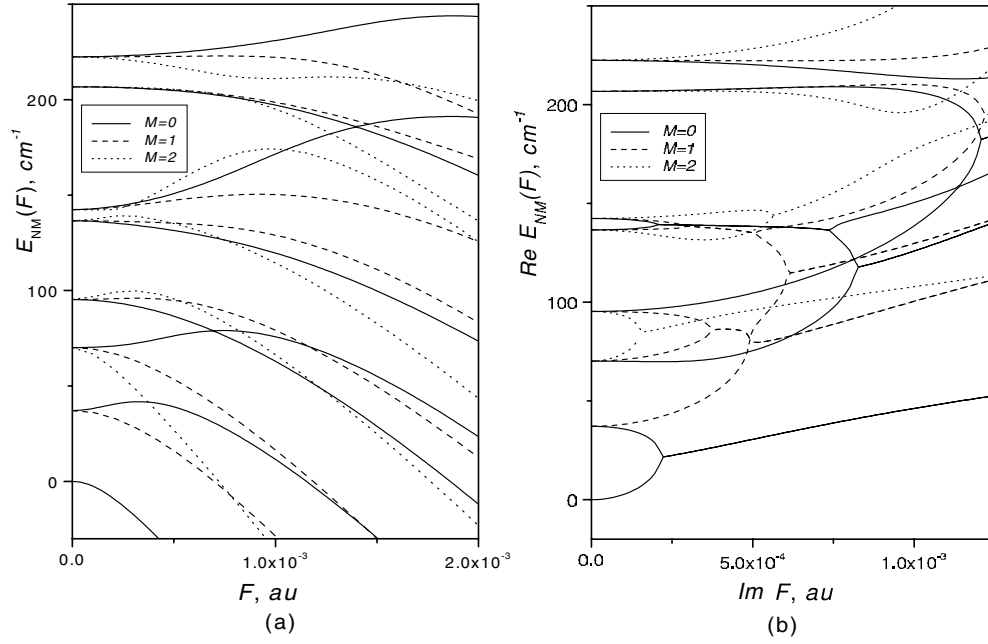 E_NM(F), cm⁻¹
200
100
0
M=0
M=1
M=2
0.0
1.0x10⁻³
2.0x10⁻³
F, au
(a)
Re E_NM(F), cm⁻¹
200
100
0
M=0
M=1
M=2
0.0
5.0x10⁻⁴
1.0x10⁻³
Im F, au
(b)